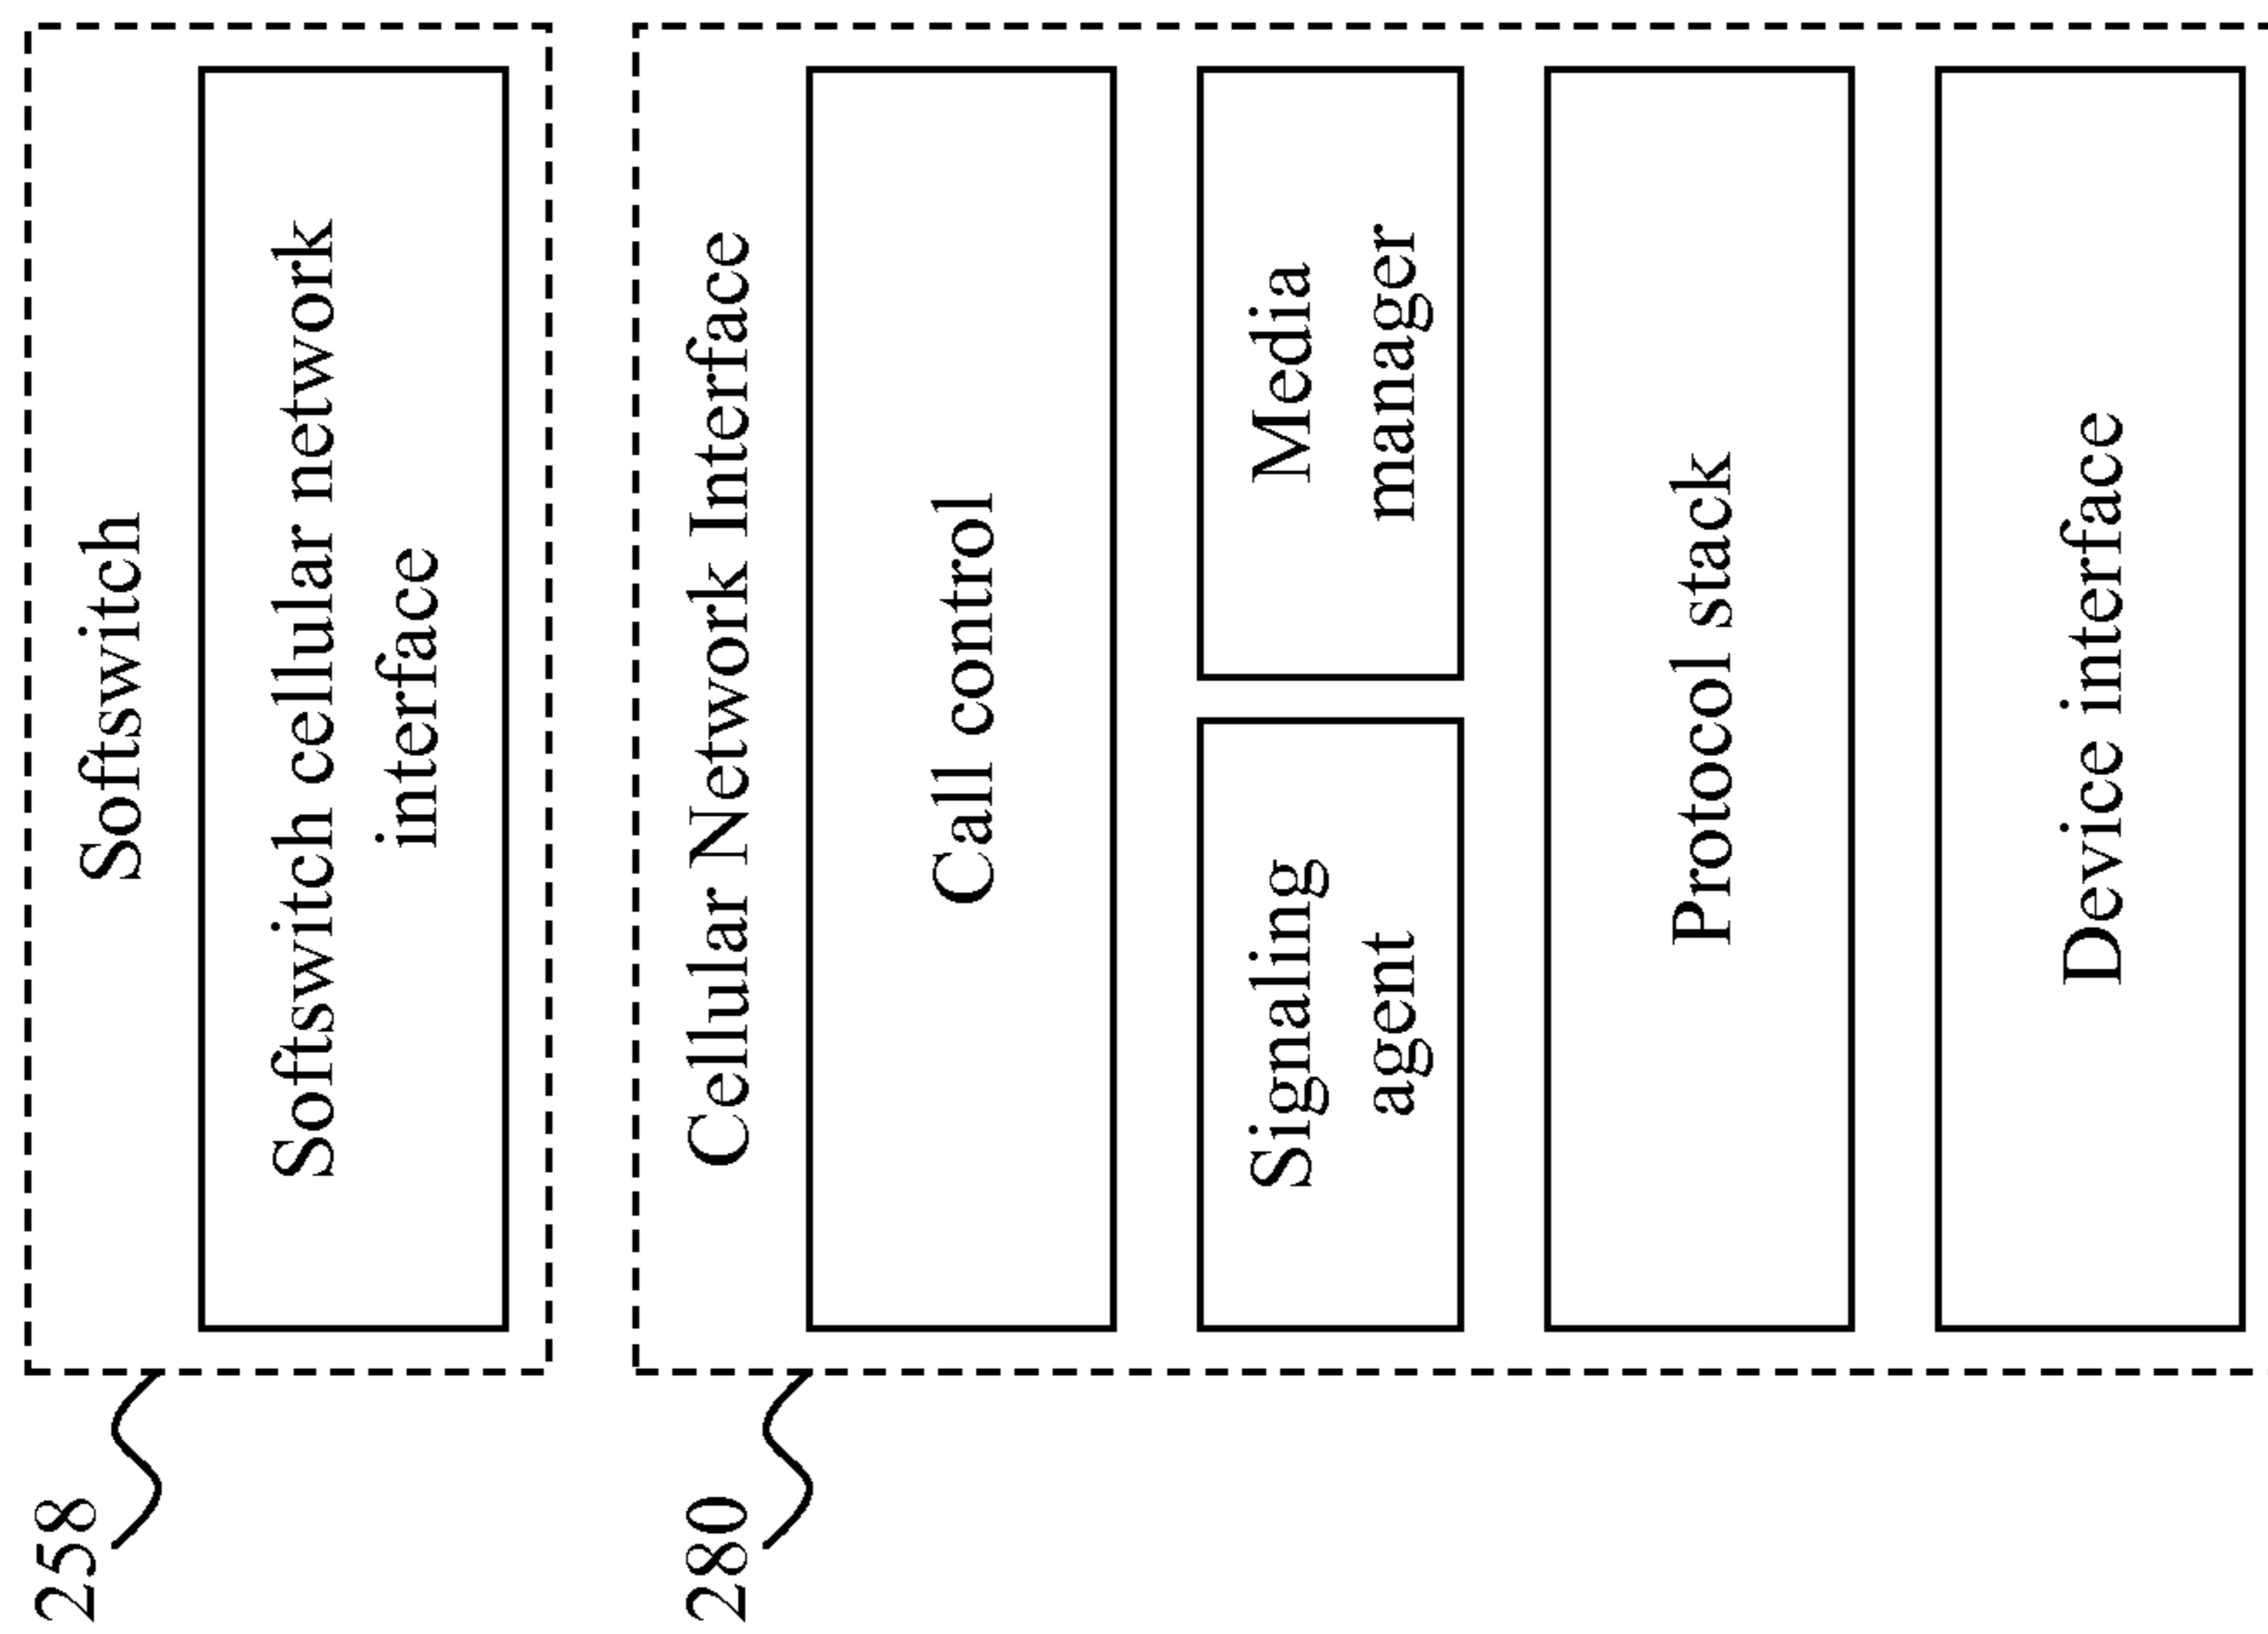 258
Softswitch
Softswitch cellular network
interface
280
Cellular Network Interface
Call control
Signaling
agent
Media
manager
Protocol stack
Device interface